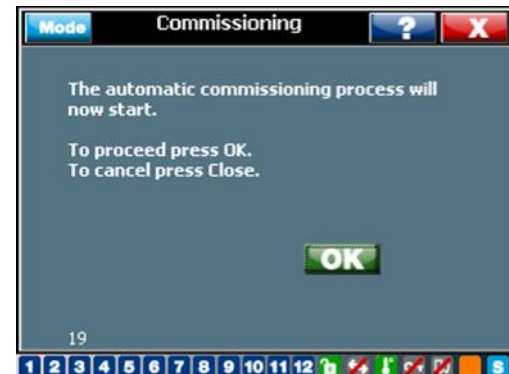 Mode Commissioning ? X
The automatic commissioning process will
now start.
To proceed press OK.
To cancel press Close.
OK
19
1 2 3 4 5 6 7 8 9 10 11 12 S